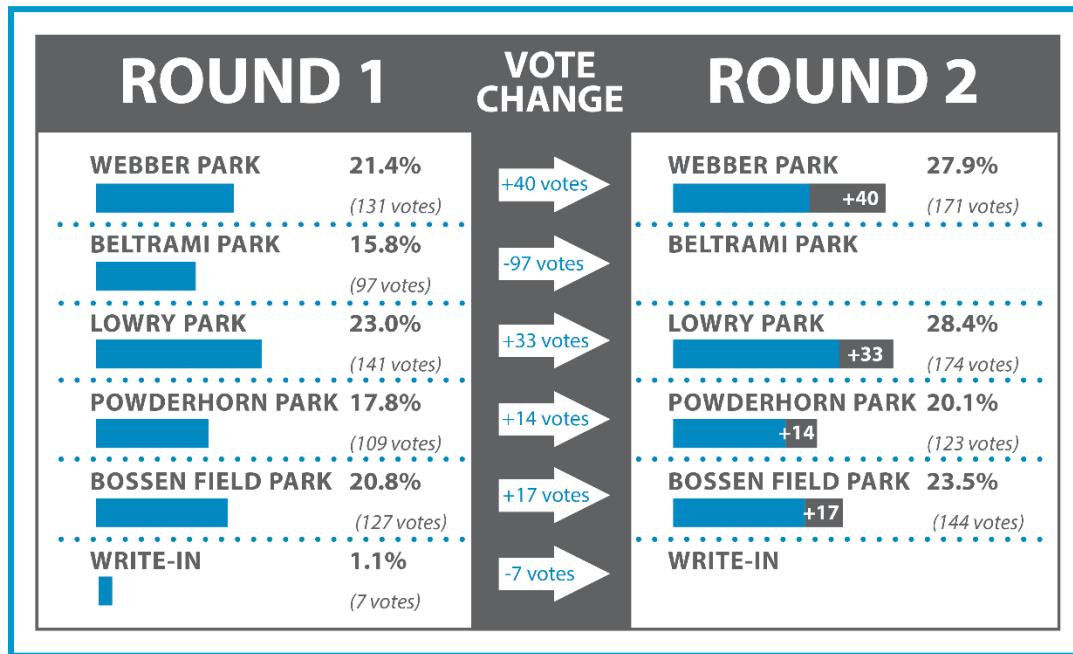 ROUND 1
VOTE
CHANGE
ROUND 2
WEBBER PARK 21.4%
(131 votes)
+40 votes
WEBBER PARK 27.9%
+40
(171 votes)
BELTRAMI PARK 15.8%
(97 votes)
-97 votes
BELTRAMI PARK
LOWRY PARK 23.0%
(141 votes)
+33 votes
LOWRY PARK 28.4%
+33
(174 votes)
POWDERHORN PARK 17.8%
(109 votes)
+14 votes
POWDERHORN PARK 20.1%
+14
(123 votes)
BOSSEN FIELD PARK 20.8%
(127 votes)
+17 votes
BOSSEN FIELD PARK 23.5%
+17
(144 votes)
WRITE-IN 1.1%
(7 votes)
-7 votes
WRITE-IN